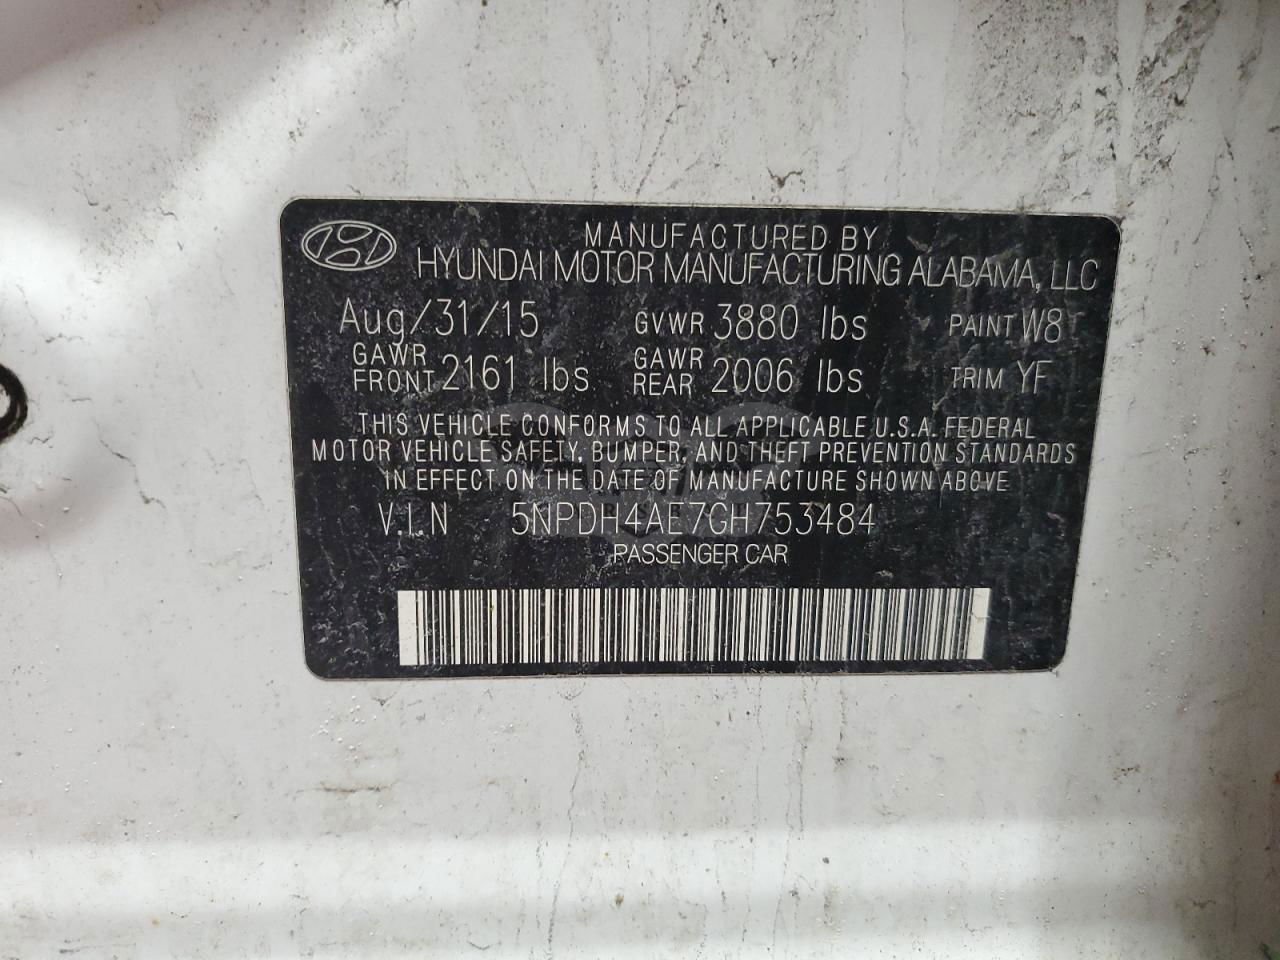 MANUFACTURED BY
HYUNDAI MOTOR MANUFACTURING ALABAMA, LLC
Aug/31/15 GVWR 3880 lbs PAINT W8
GAWR FRONT 2161 lbs GAWR REAR 2006 lbs TRIM YF
THIS VEHICLE CONFORMS TO ALL APPLICABLE U.S.A. FEDERAL
MOTOR VEHICLE SAFETY, BUMPER, AND THEFT PREVENTION STANDARDS
IN EFFECT ON THE DATE OF MANUFACTURE SHOWN ABOVE
V.I.N 5NPDH4AE7GH753484
PASSENGER CAR